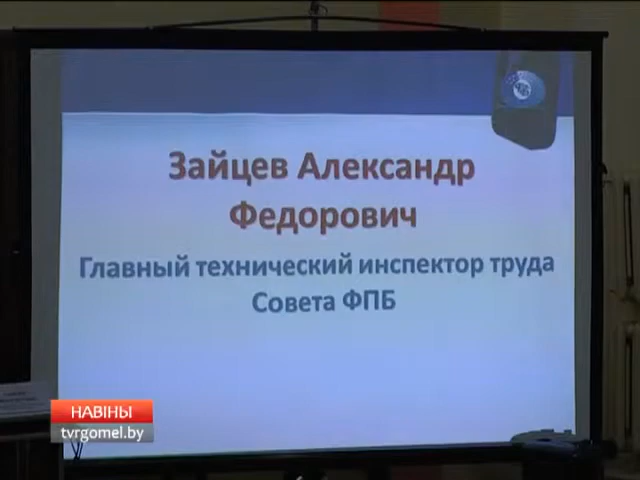 Зайцев Александр
Федорович
Главный технический инспектор труда
Совета ФПБ
НАВІНЫ
tvrgomel.by